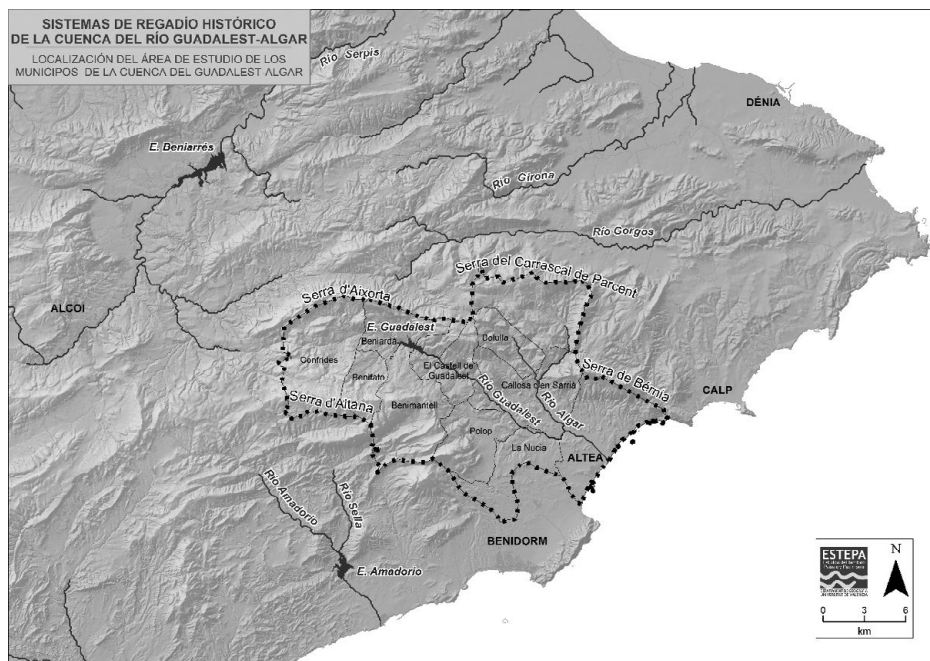 SISTEMAS DE REGADÍO HISTÓRICO
DE LA CUENCA DEL RÍO GUADALEST-ALGAR
LOCALIZACIÓN DEL ÁREA DE ESTUDIO DE LOS
MUNICIPOS DE LA CUENCA DEL GUADALEST-ALGAR
Río Serpis
DÉNIA
E. Beniarrés
Río Girona
Río Gorgos
Serra del Carrascal de Parcent
ALCOI
Serra d'Aixorta
E. Guadalest
Beniardà
Bolulla
Confrides
El Castell de
Guadalest
Benifato
Callosa d'en Sarrià
Serra de Bèrnia
CALP
Serra d'Aitana
Benimantell
Río Guadalest
Río Algar
Polop
La Nucia
ALTEA
Río Amadorio
Río Sella
BENIDORM
E. Amadorio
ESTEPA
N
0 3 6
km